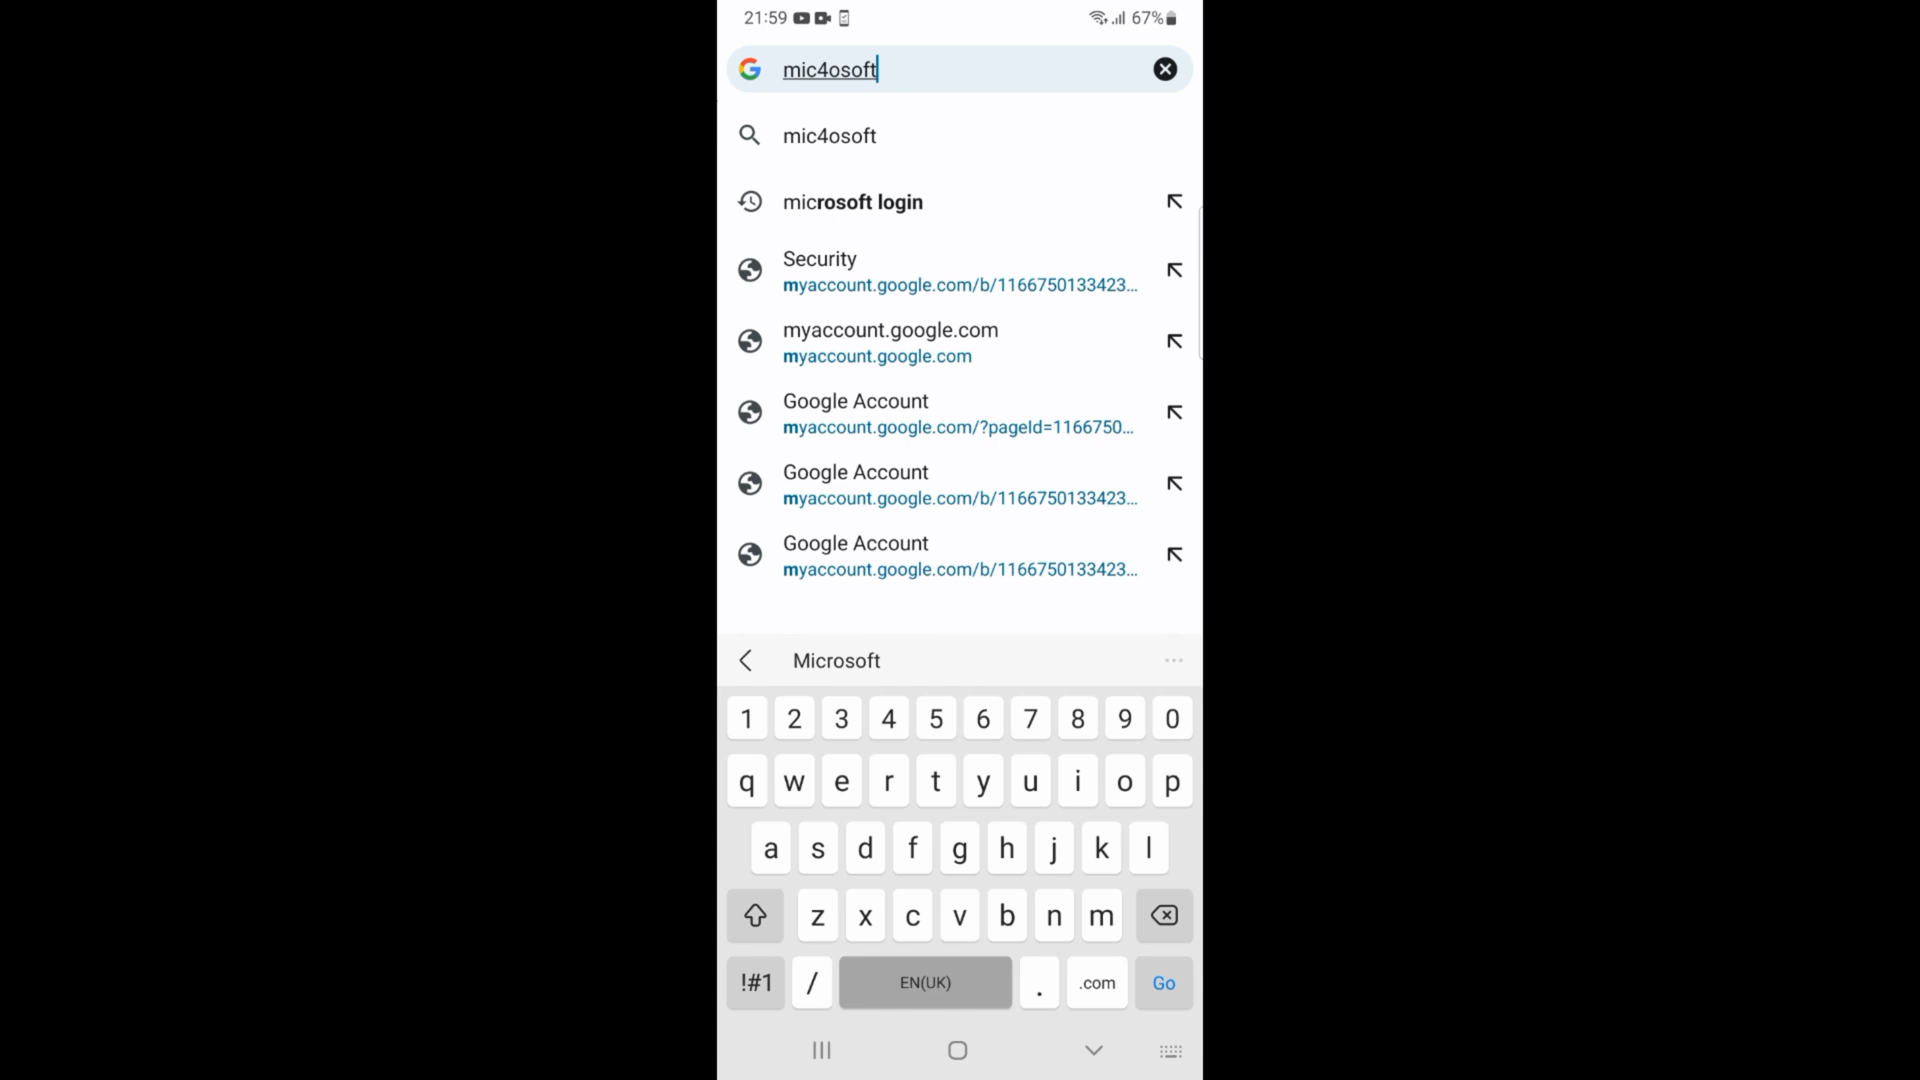 21:59
67%
mic4osoft
mic4osoft
microsoft login
Security
myaccount.google.com/b/1166750133423...
myaccount.google.com
myaccount.google.com
Google Account
myaccount.google.com/?pageId=1166750...
Google Account
myaccount.google.com/b/1166750133423...
Google Account
myaccount.google.com/b/1166750133423...
Microsoft
1 2 3 4 5 6 7 8 9 0
q w e r t y u i o p
a s d f g h j k l
z x c v b n m
!#1 / EN(UK) . .com Go